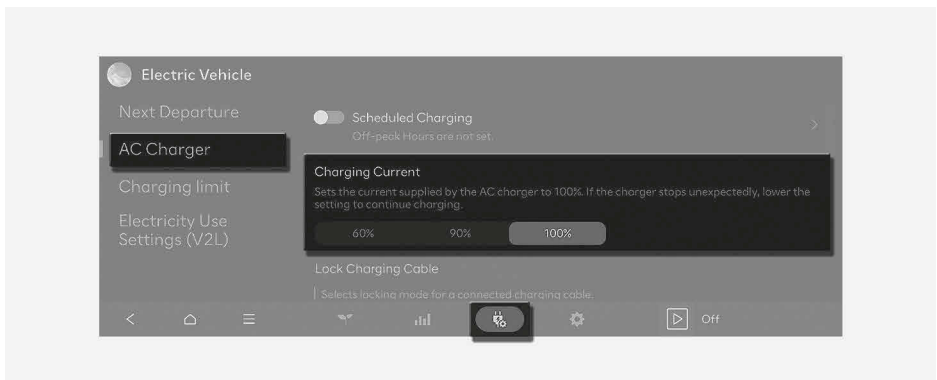 Electric Vehicle
Next Departure
AC Charger
Charging limit
Electricity Use
Settings (V2L)
Scheduled Charging
Off-peak Hours are not set.
Charging Current
Sets the current supplied by the AC charger to 100%. If the charger stops unexpectedly, lower the
setting to continue charging.
60% 90% 100%
Lock Charging Cable
Selects locking mode for a connected charging cable.
Off